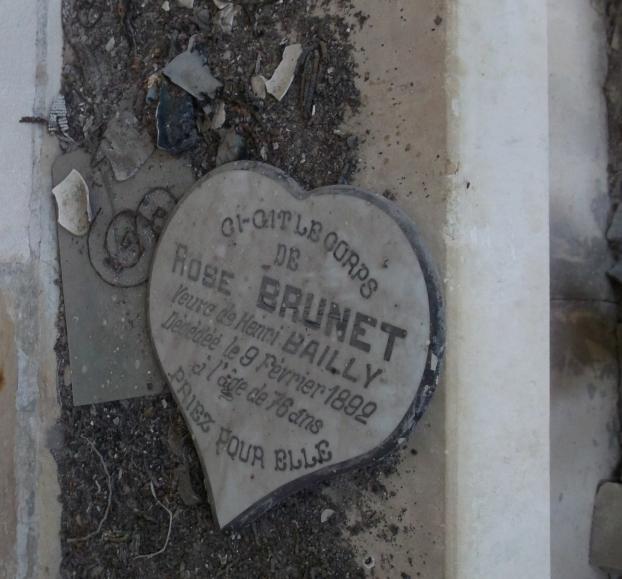 CI-GIT LE CORPS
DE
ROSE BRUNET
Veuve de Henri BAILLY
Décédée le 9 Février 1892
à l'âge de 76 ans
PRIEZ POUR ELLE